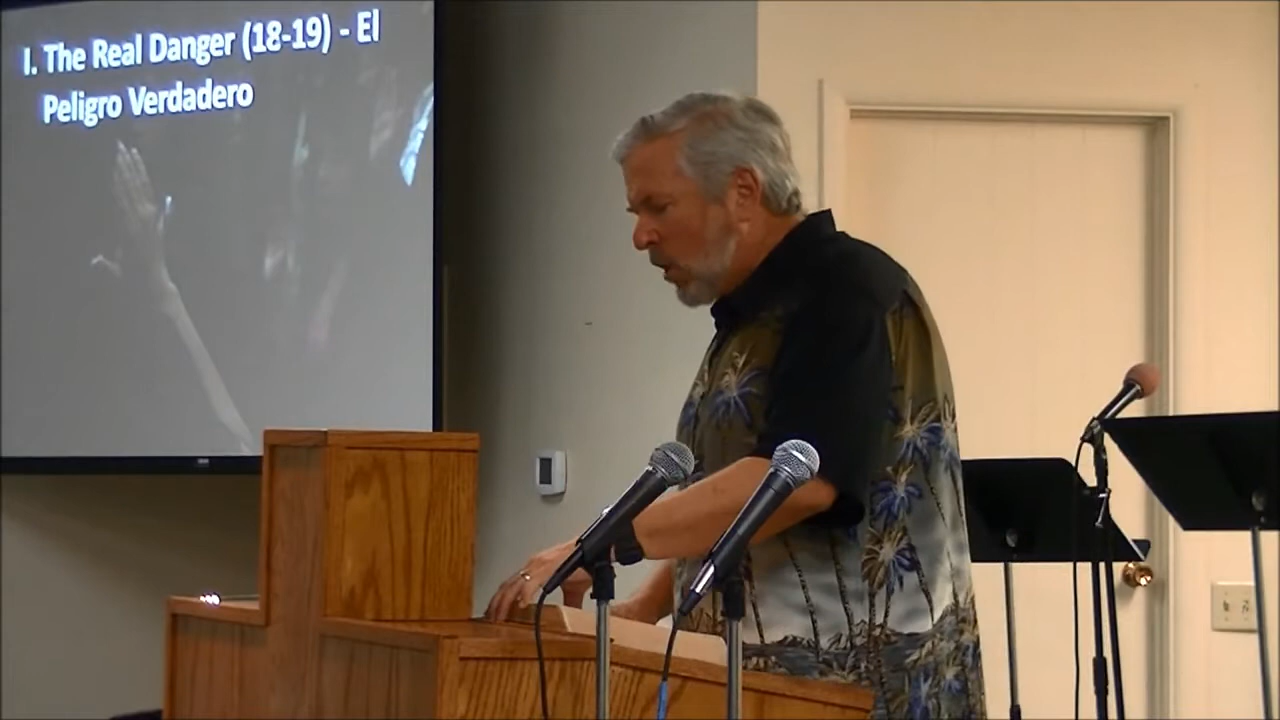 I. The Real Danger (18-19) - El
Peligro Verdadero